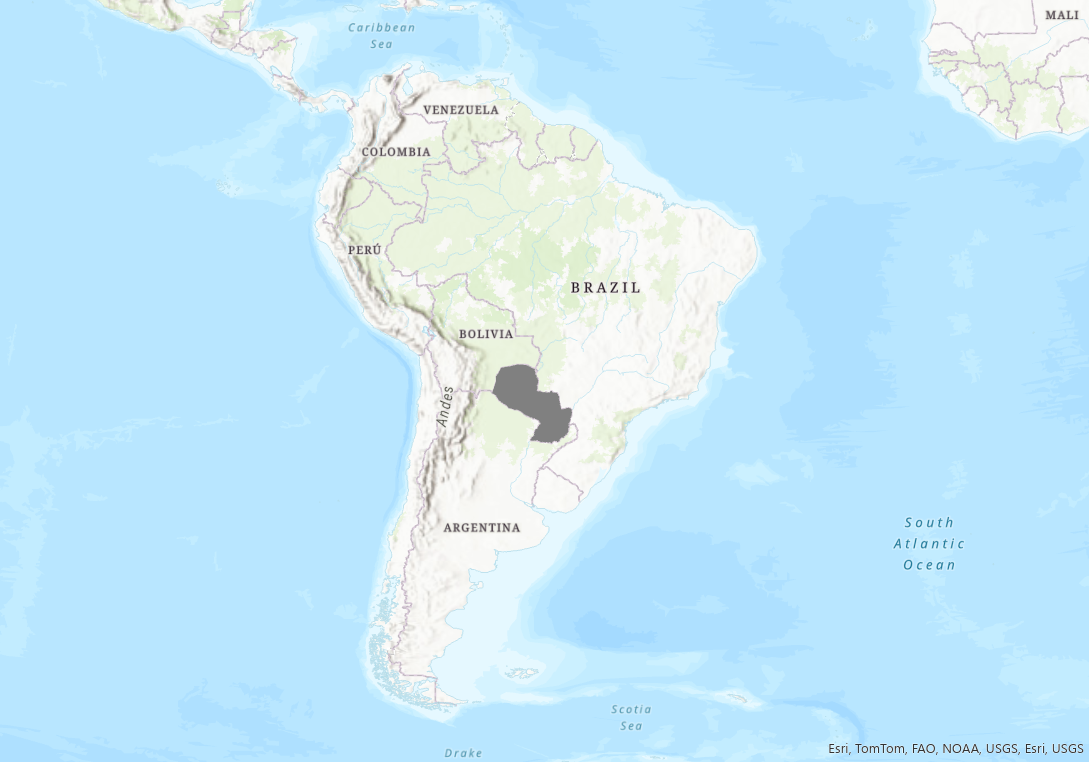 Caribbean
Sea
MALI
VENEZUELA
COLOMBIA
PERÚ
BRAZIL
BOLIVIA
Andes
ARGENTINA
South
Atlantic
Ocean
Scotia
Sea
Drake
Esri, TomTom, FAO, NOAA, USGS, Esri, USGS